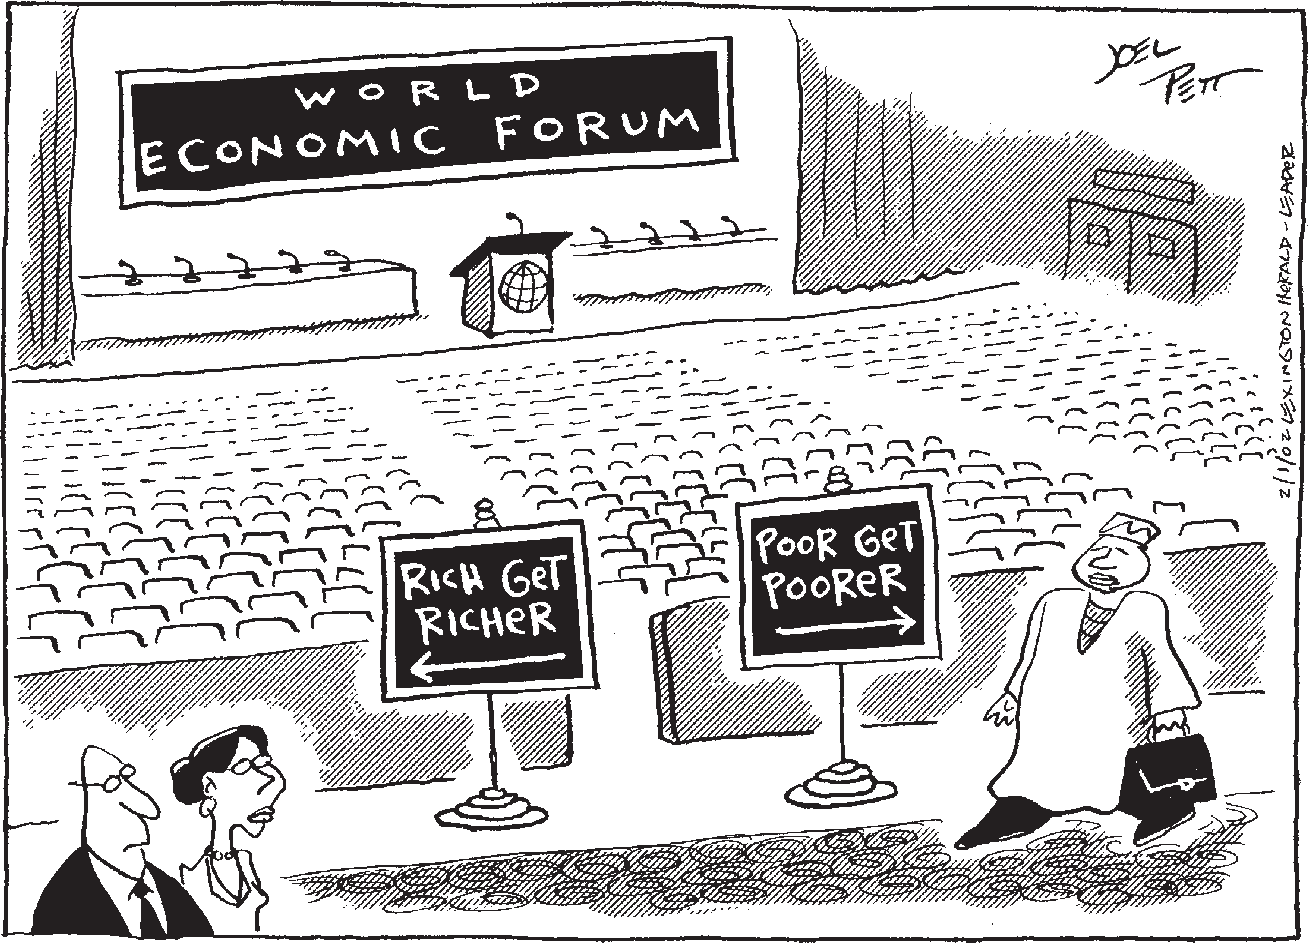 JOEL
PETT
WORLD
ECONOMIC FORUM
2/1/02 LEXINGTON HERALD-LEADER
RICH GET
RICHER
POOR GET
POORER